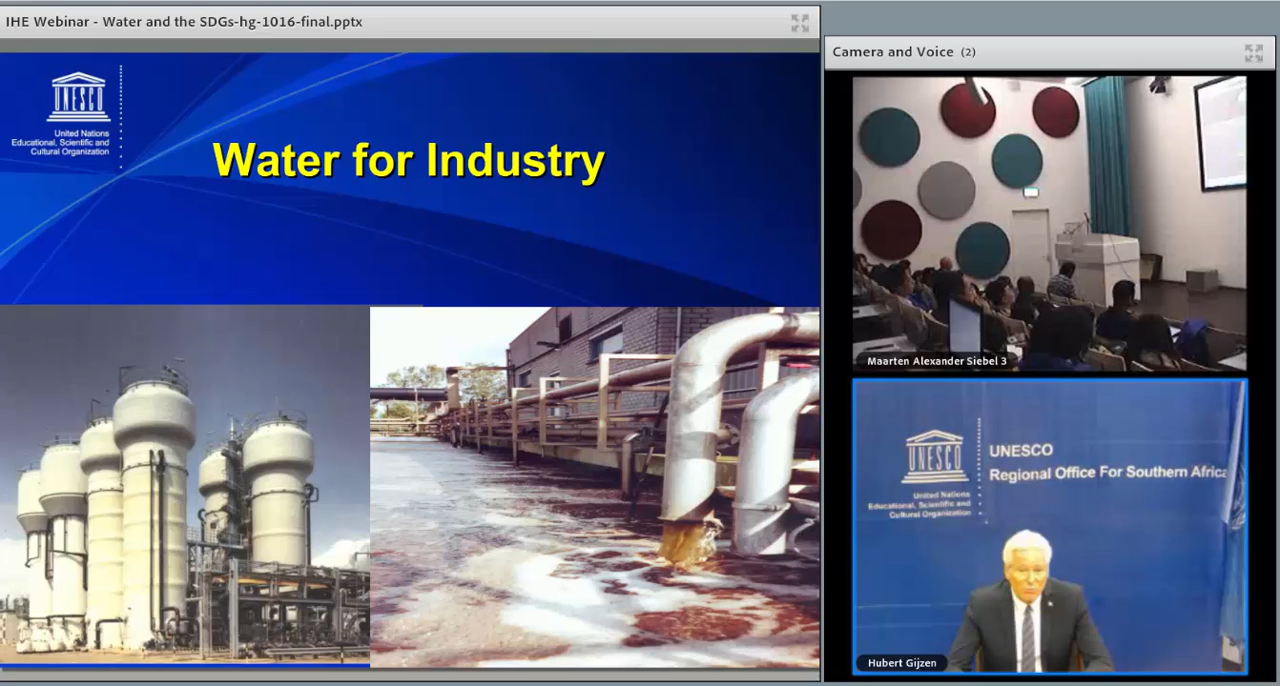 IHE Webinar - Water and the SDGs-hg-1016-final.pptx
UNESCO
United Nations
Educational, Scientific and
Cultural Organization
Water for Industry
Camera and Voice (2)
Maarten Alexander Siebel 3
UNESCO
United Nations
Educational, Scientific and
Cultural Organization
UNESCO
Regional Office For Southern Africa
Hubert Gijzen